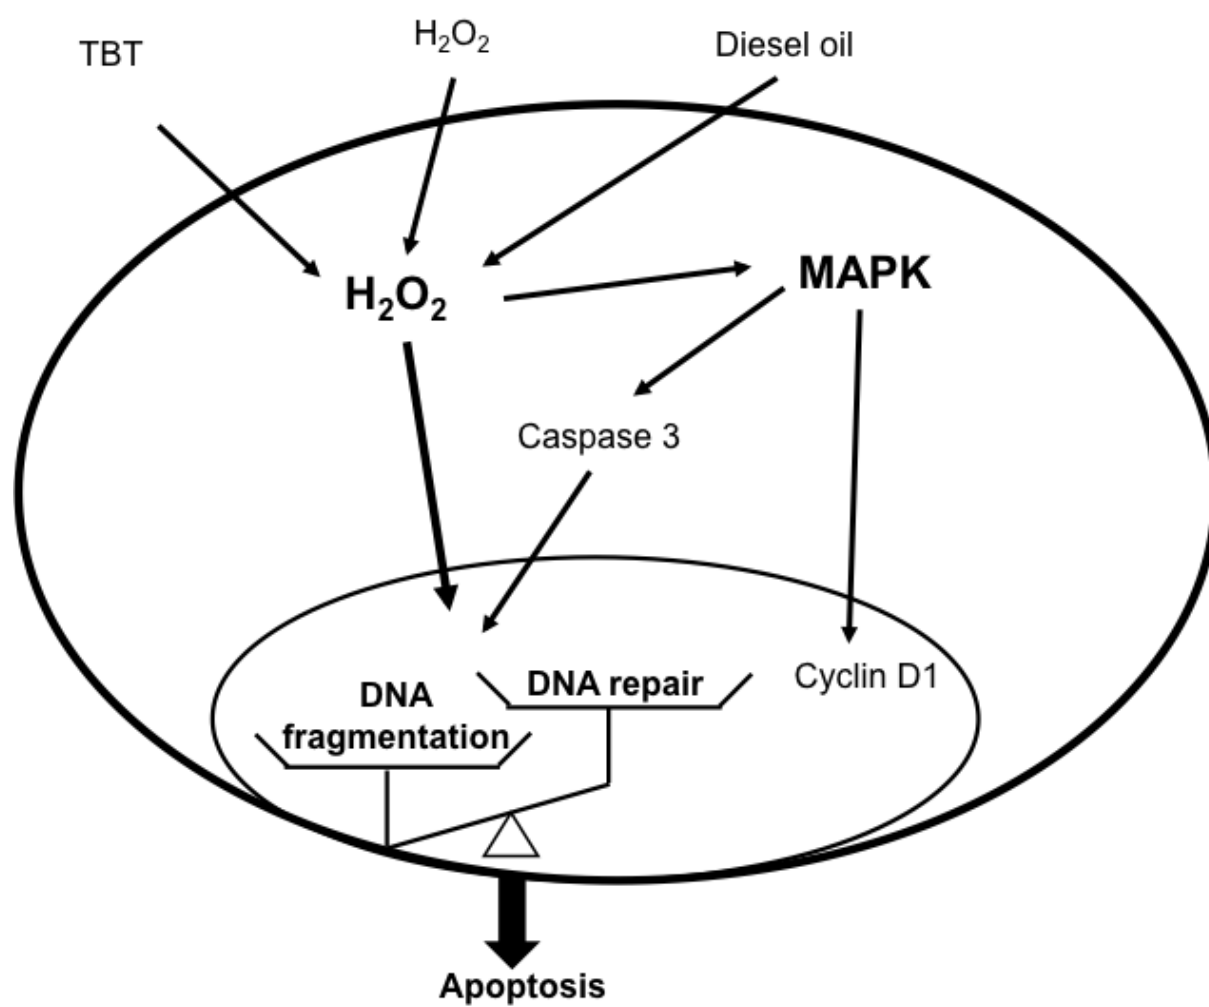 TBT
H₂O₂
Diesel oil
H₂O₂
MAPK
Caspase 3
DNA
fragmentation
DNA repair
Cyclin D1
Apoptosis